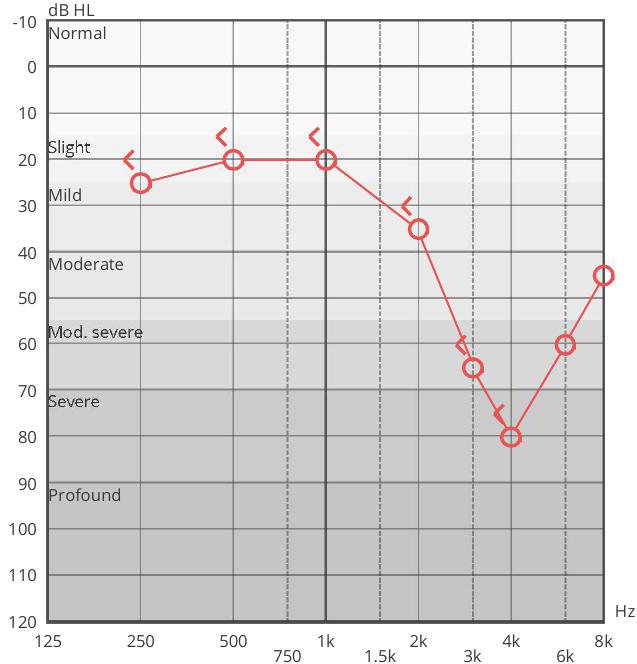 dB HL
-10
Normal
0
10
Slight
20
Mild
30
40
Moderate
50
Mod. severe
60
70
Severe
80
90
Profound
100
110
120
Hz
125 250 500 1k 2k 4k 8k
750 1.5k 3k 6k